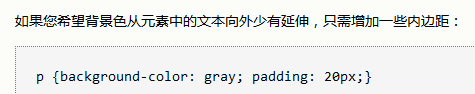 如果您希望背景色从元素中的文本向外少有延伸，只需增加一些内边距：
p {background-color: gray; padding: 20px;}